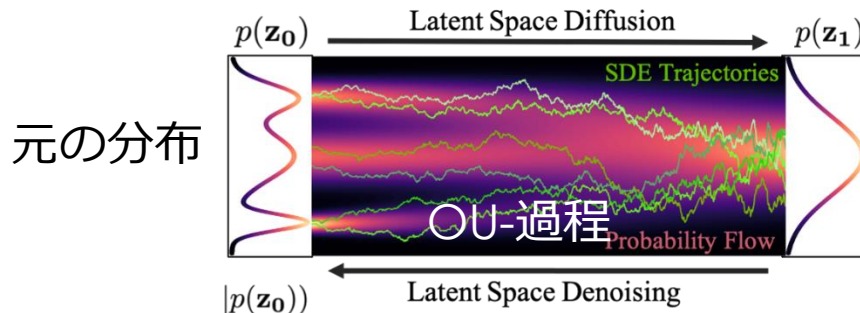 Latent Space Diffusion
p(z₀)
p(z₁)
SDE Trajectories
元の分布
OU-過程
Probability Flow
|p(z₀))
Latent Space Denoising